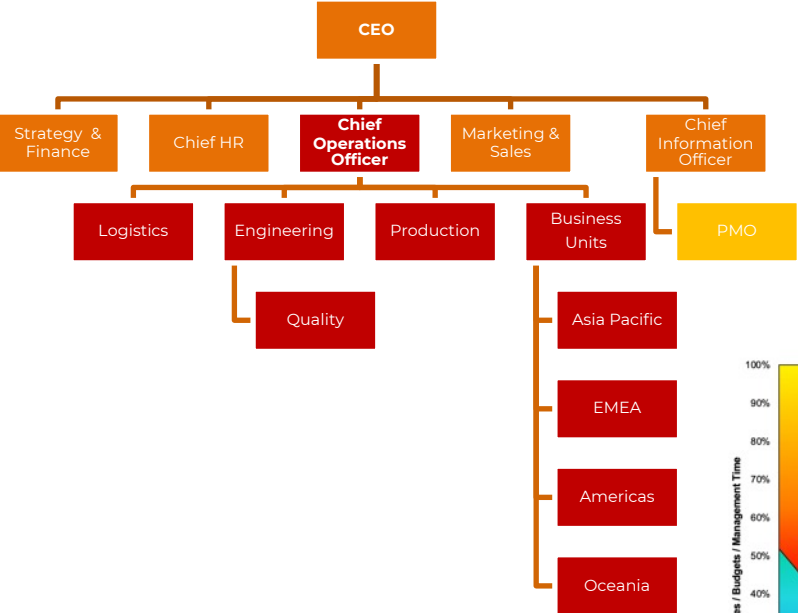 CEO
Strategy &
Finance
Chief HR
Chief
Operations
Officer
Marketing &
Sales
Chief
Information
Officer
Logistics
Engineering
Production
Business
Units
PMO
Quality
Asia Pacific
EMEA
Americas
Oceania
100%
90%
80%
70%
60%
50%
40%
/ Budgets / Management Time